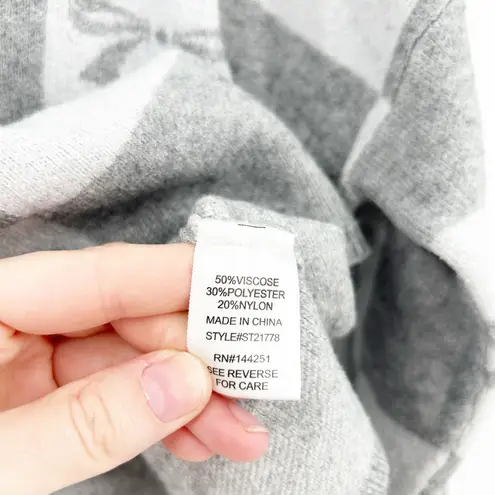 50%VISCOSE
30%POLYESTER
20%NYLON
MADE IN CHINA
STYLE#ST21778
RN#144251
SEE REVERSE
FOR CARE